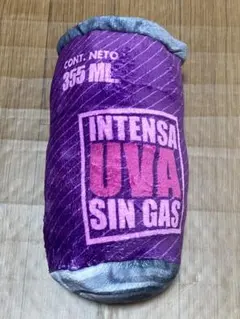 CONT. NETO
355 ML.
INTENSA
UVA
SIN GAS